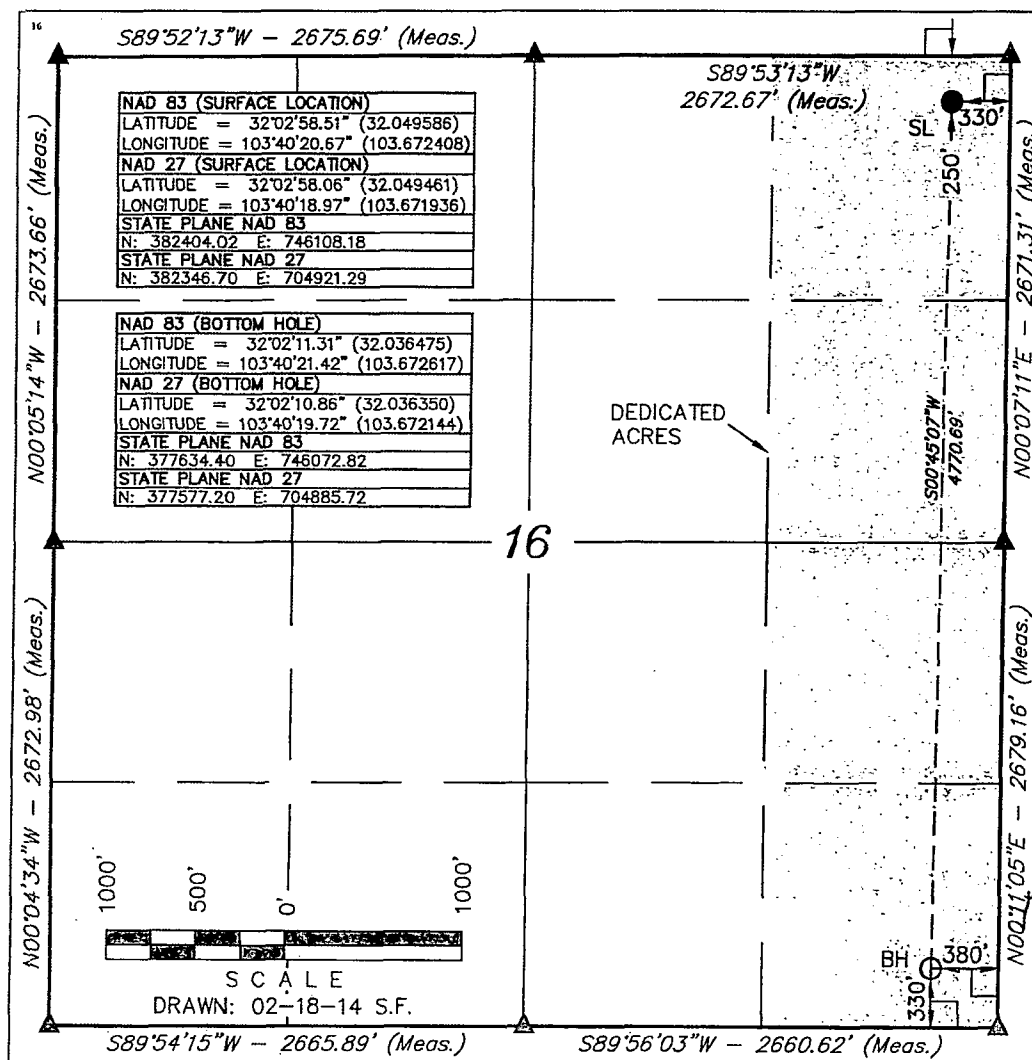 16
S89°52'13"W – 2675.69' (Meas.)
S89°53'13"W
2672.67' (Meas.)
NAD 83 (SURFACE LOCATION)
LATITUDE = 32°02'58.51" (32.049586)
LONGITUDE = 103°40'20.67" (103.672408)
NAD 27 (SURFACE LOCATION)
LATITUDE = 32°02'58.06" (32.049461)
LONGITUDE = 103°40'18.97" (103.671936)
STATE PLANE NAD 83
N: 382404.02 E: 746108.18
STATE PLANE NAD 27
N: 382346.70 E: 704921.29
NAD 83 (BOTTOM HOLE)
LATITUDE = 32°02'11.31" (32.036475)
LONGITUDE = 103°40'21.42" (103.672617)
NAD 27 (BOTTOM HOLE)
LATITUDE = 32°02'10.86" (32.036350)
LONGITUDE = 103°40'19.72" (103.672144)
STATE PLANE NAD 83
N: 377634.40 E: 746072.82
STATE PLANE NAD 27
N: 377577.20 E: 704885.72
SL
330'
250'
N00°05'14"W – 2673.66' (Meas.)
N00°07'11"E – 2671.31' (Meas.)
DEDICATED
ACRES
S00°45'07"W
4770.69'
16
N00°04'34"W – 2672.98' (Meas.)
N00°11'05"E – 2679.16' (Meas.)
1000'
500'
0'
1000'
SCALE
DRAWN: 02-18-14 S.F.
BH
380'
330'
S89°54'15"W – 2665.89' (Meas.)
S89°56'03"W – 2660.62' (Meas.)